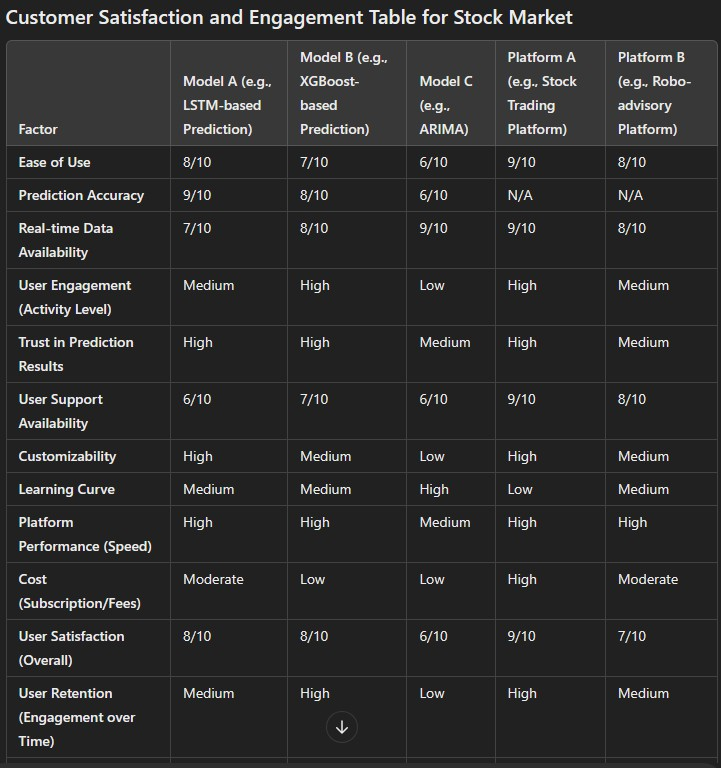 Customer Satisfaction and Engagement Table for Stock Market
Factor
Model A (e.g.,
LSTM-based
Prediction)
Model B (e.g.,
XGBoost-
based
Prediction)
Model C
(e.g.,
ARIMA)
Platform A
(e.g., Stock
Trading
Platform)
Platform B
(e.g., Robo-
advisory
Platform)
Ease of Use
8/10
7/10
6/10
9/10
8/10
Prediction Accuracy
9/10
8/10
6/10
N/A
N/A
Real-time Data
Availability
7/10
8/10
9/10
9/10
8/10
User Engagement
(Activity Level)
Medium
High
Low
High
Medium
Trust in Prediction
Results
High
High
Medium
High
Medium
User Support
Availability
6/10
7/10
6/10
9/10
8/10
Customizability
High
Medium
Low
High
Medium
Learning Curve
Medium
Medium
High
Low
Medium
Platform
Performance (Speed)
High
High
Medium
High
High
Cost
(Subscription/Fees)
Moderate
Low
Low
High
Moderate
User Satisfaction
(Overall)
8/10
8/10
6/10
9/10
7/10
User Retention
(Engagement over
Time)
Medium
High
Low
High
Medium